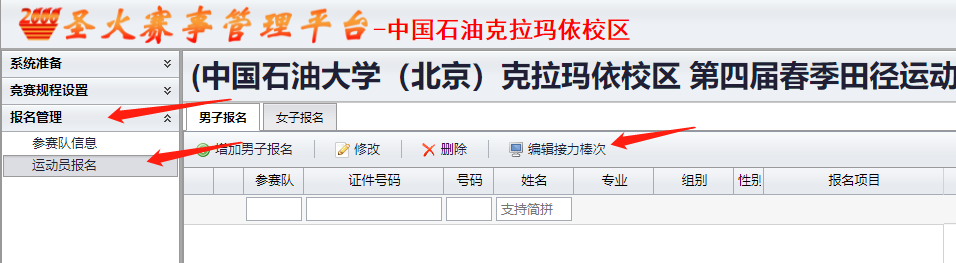 2000 圣火赛事管理平台-中国石油克拉玛依校区
系统准备
竞赛规程设置
报名管理
参赛队信息
运动员报名
(中国石油大学（北京）克拉玛依校区 第四届春季田径运动
男子报名 女子报名
增加男子报名 修改 删除 编辑接力棒次
参赛队 证件号码 号码 姓名 专业 组别 性别 报名项目
支持简拼